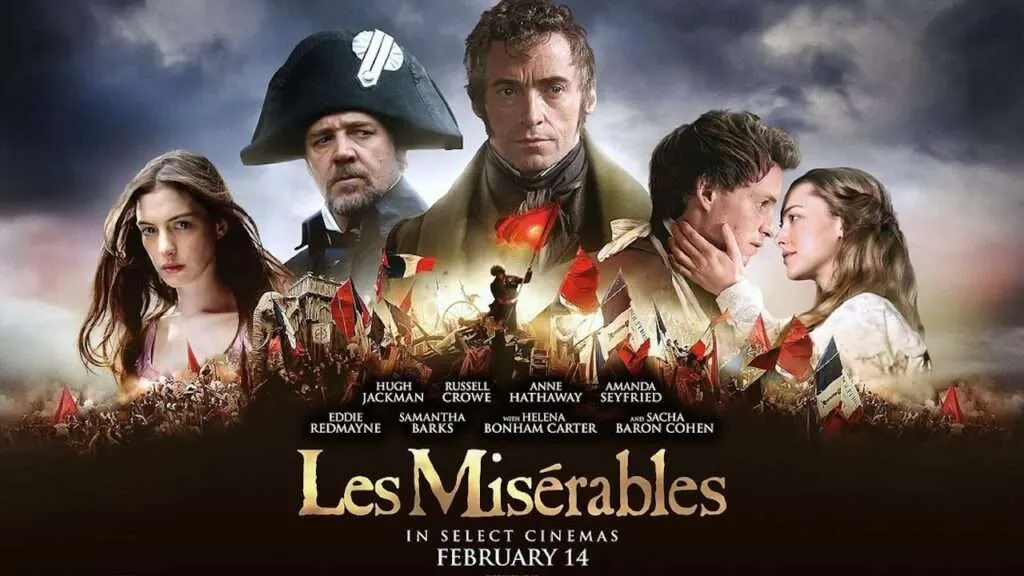 HUGH JACKMAN RUSSELL CROWE ANNE HATHAWAY AMANDA SEYFRIED
EDDIE REDMAYNE SAMANTHA BARKS WITH HELENA BONHAM CARTER AND SACHA BARON COHEN
LES MISÉRABLES
IN SELECT CINEMAS
FEBRUARY 14